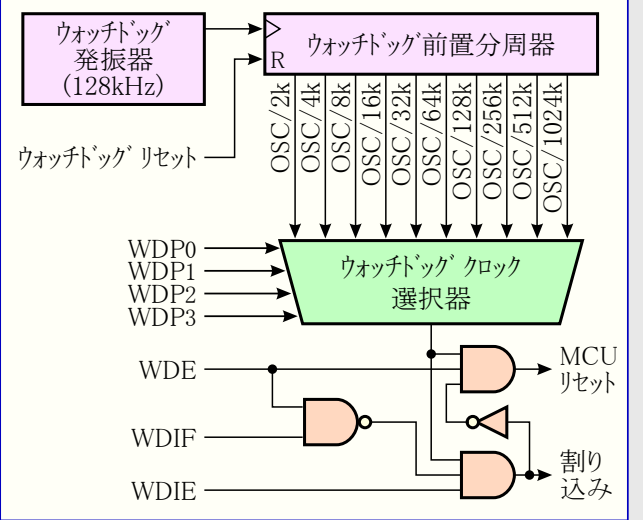 ウォッチドッグ
発振器
(128kHz)
ウォッチドッグ前置分周器
R
OSC/2k
OSC/4k
OSC/8k
OSC/16k
OSC/32k
OSC/64k
OSC/128k
OSC/256k
OSC/512k
OSC/1024k
ウォッチドッグ リセット
WDP0
WDP1
WDP2
WDP3
ウォッチドッグ クロック
選択器
WDE
MCU
リセット
WDIF
WDIE
割り
込み